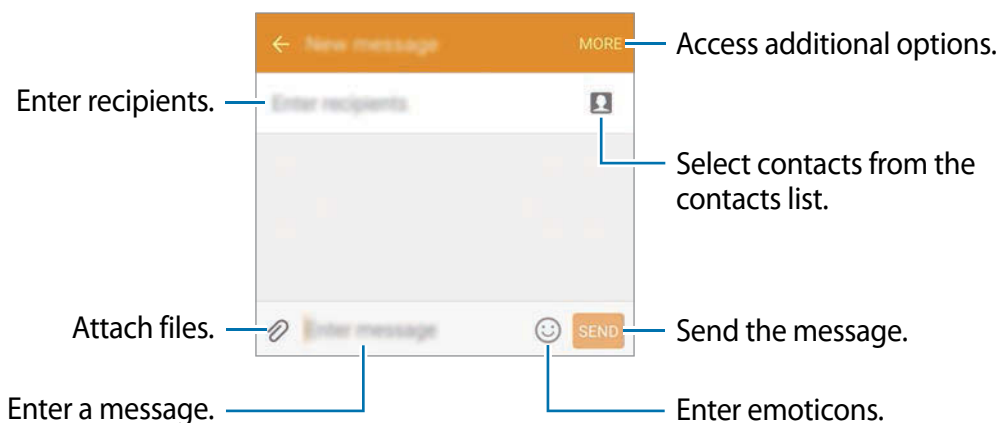 New message
MORE
Access additional options.
Enter recipients.
Enter recipients
Select contacts from the
contacts list.
Attach files.
Enter message
SEND
Send the message.
Enter a message.
Enter emoticons.